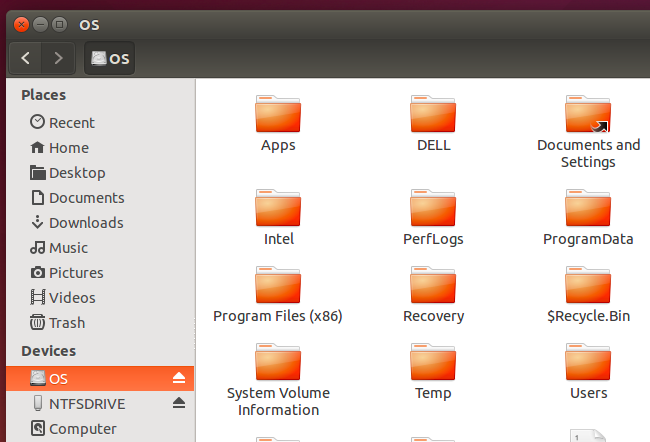 OS
OS
Places
Recent
Home
Desktop
Documents
Downloads
Music
Pictures
Videos
Trash
Devices
OS
NTFSDRIVE
Computer
Apps
DELL
Documents and
Settings
Intel
PerfLogs
ProgramData
Program Files (x86)
Recovery
$Recycle.Bin
System Volume
Information
Temp
Users
1